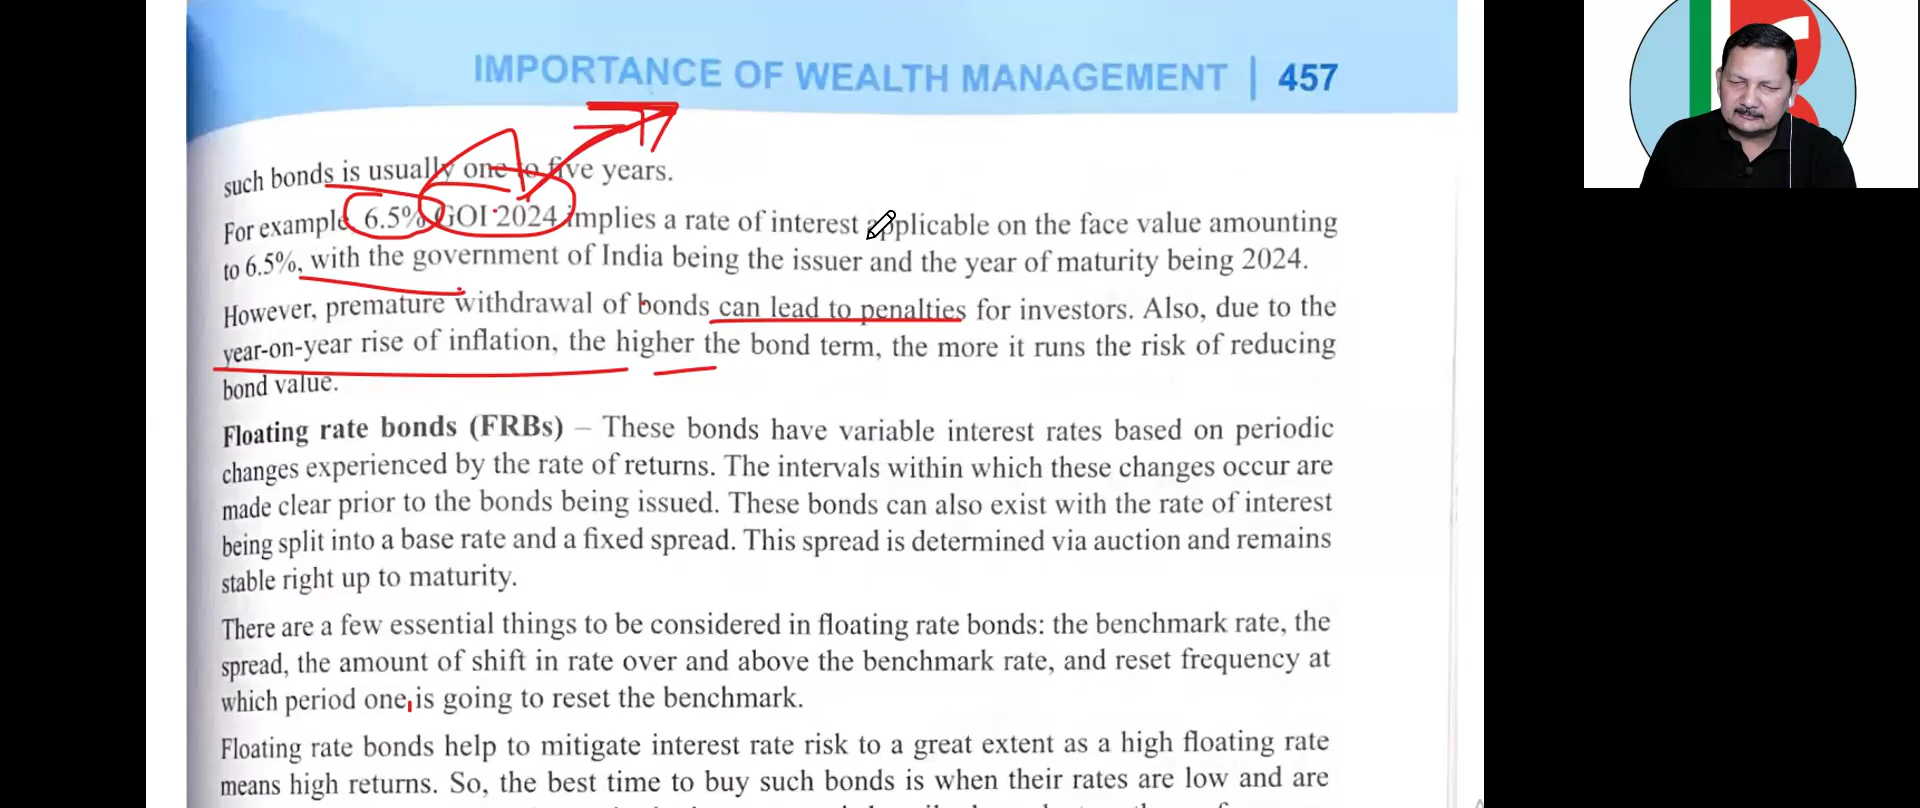 IMPORTANCE OF WEALTH MANAGEMENT | 457
such bonds is usually one to five years.
For example, 6.5% GOI 2024 implies a rate of interest applicable on the face value amounting
to 6.5%, with the government of India being the issuer and the year of maturity being 2024.
However, premature withdrawal of bonds can lead to penalties for investors. Also, due to the
year-on-year rise of inflation, the higher the bond term, the more it runs the risk of reducing
bond value.
Floating rate bonds (FRBs) – These bonds have variable interest rates based on periodic
changes experienced by the rate of returns. The intervals within which these changes occur are
made clear prior to the bonds being issued. These bonds can also exist with the rate of interest
being split into a base rate and a fixed spread. This spread is determined via auction and remains
stable right up to maturity.
There are a few essential things to be considered in floating rate bonds: the benchmark rate, the
spread, the amount of shift in rate over and above the benchmark rate, and reset frequency at
which period one is going to reset the benchmark.
Floating rate bonds help to mitigate interest rate risk to a great extent as a high floating rate
means high returns. So, the best time to buy such bonds is when their rates are low and are